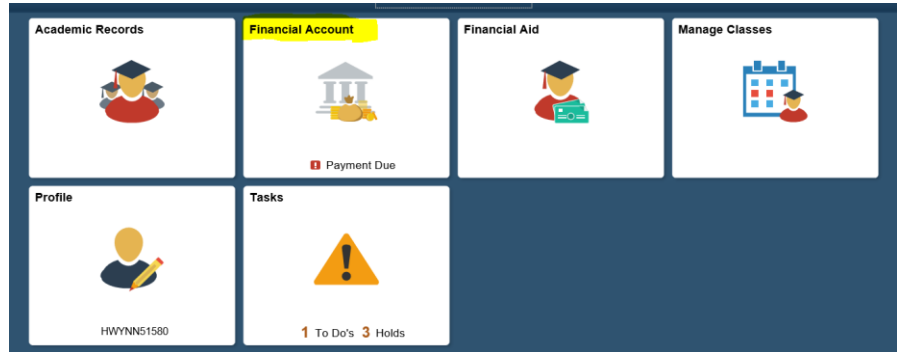 Academic Records
Financial Account
Financial Aid
Manage Classes
Payment Due
Profile
Tasks
HWYNN51580
1 To Do's 3 Holds